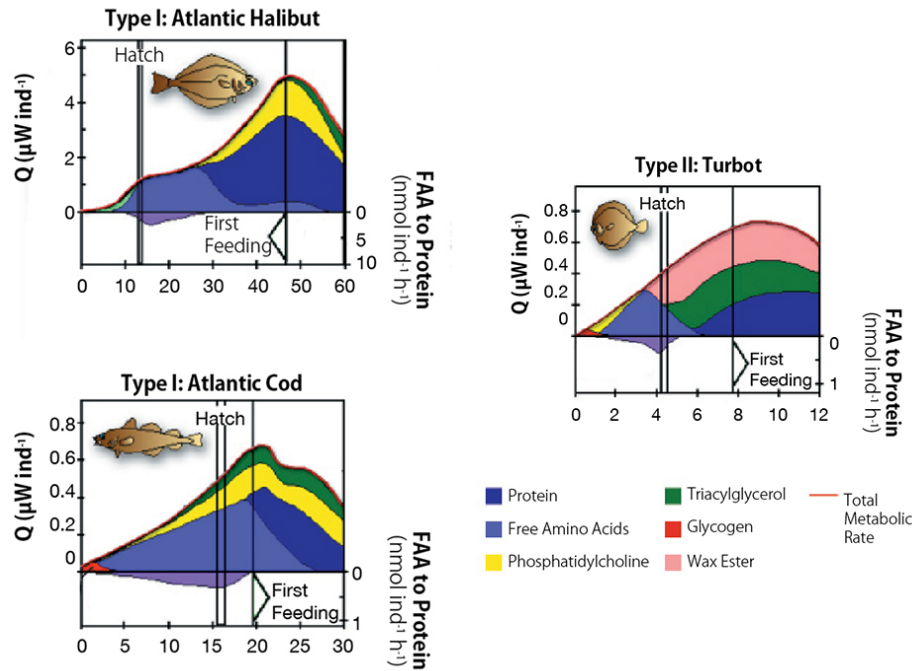 Type I: Atlantic Halibut
Hatch
Q (µW ind⁻¹)
6
4
2
0
First
Feeding
0
5
10
FAA to Protein
(nmol ind⁻¹ h⁻¹)
0 10 20 30 40 50 60
Type II: Turbot
Hatch
Q (µW ind⁻¹)
0.8
0.6
0.4
0.2
0
First
Feeding
0
1
FAA to Protein
(nmol ind⁻¹ h⁻¹)
0 2 4 6 8 10 12
Type I: Atlantic Cod
Hatch
Q (µW ind⁻¹)
0.8
0.6
0.4
0.2
0
First
Feeding
0
1
FAA to Protein
(nmol ind⁻¹ h⁻¹)
0 5 10 15 20 25 30
Protein
Free Amino Acids
Phosphatidylcholine
Triacylglycerol
Glycogen
Wax Ester
Total
Metabolic
Rate